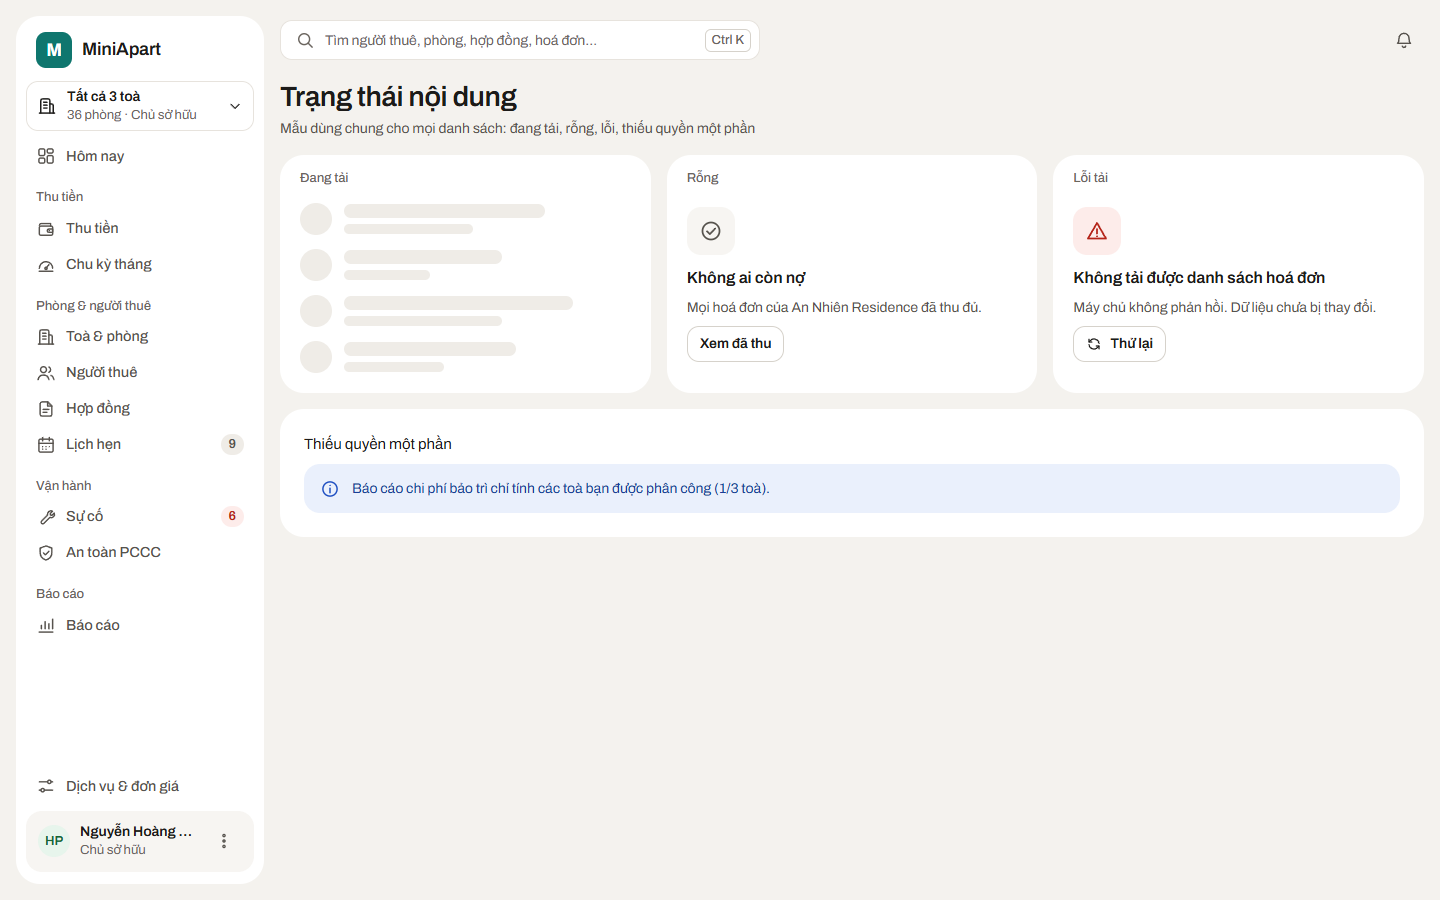 M MiniApart
Tất cả 3 toà
36 phòng · Chủ sở hữu
Hôm nay
Thu tiền
Thu tiền
Chu kỳ tháng
Phòng & người thuê
Toà & phòng
Người thuê
Hợp đồng
Lịch hẹn 9
Vận hành
Sự cố 6
An toàn PCCC
Báo cáo
Báo cáo
Dịch vụ & đơn giá
HP Nguyễn Hoàng ...
Chủ sở hữu
Tìm người thuê, phòng, hợp đồng, hoá đơn... Ctrl K
Trạng thái nội dung
Mẫu dùng chung cho mọi danh sách: đang tải, rỗng, lỗi, thiếu quyền một phần
Đang tải
Rỗng
Không ai còn nợ
Mọi hoá đơn của An Nhiên Residence đã thu đủ.
Xem đã thu
Lỗi tải
Không tải được danh sách hoá đơn
Máy chủ không phản hồi. Dữ liệu chưa bị thay đổi.
Thử lại
Thiếu quyền một phần
Báo cáo chi phí bảo trì chỉ tính các toà bạn được phân công (1/3 toà).